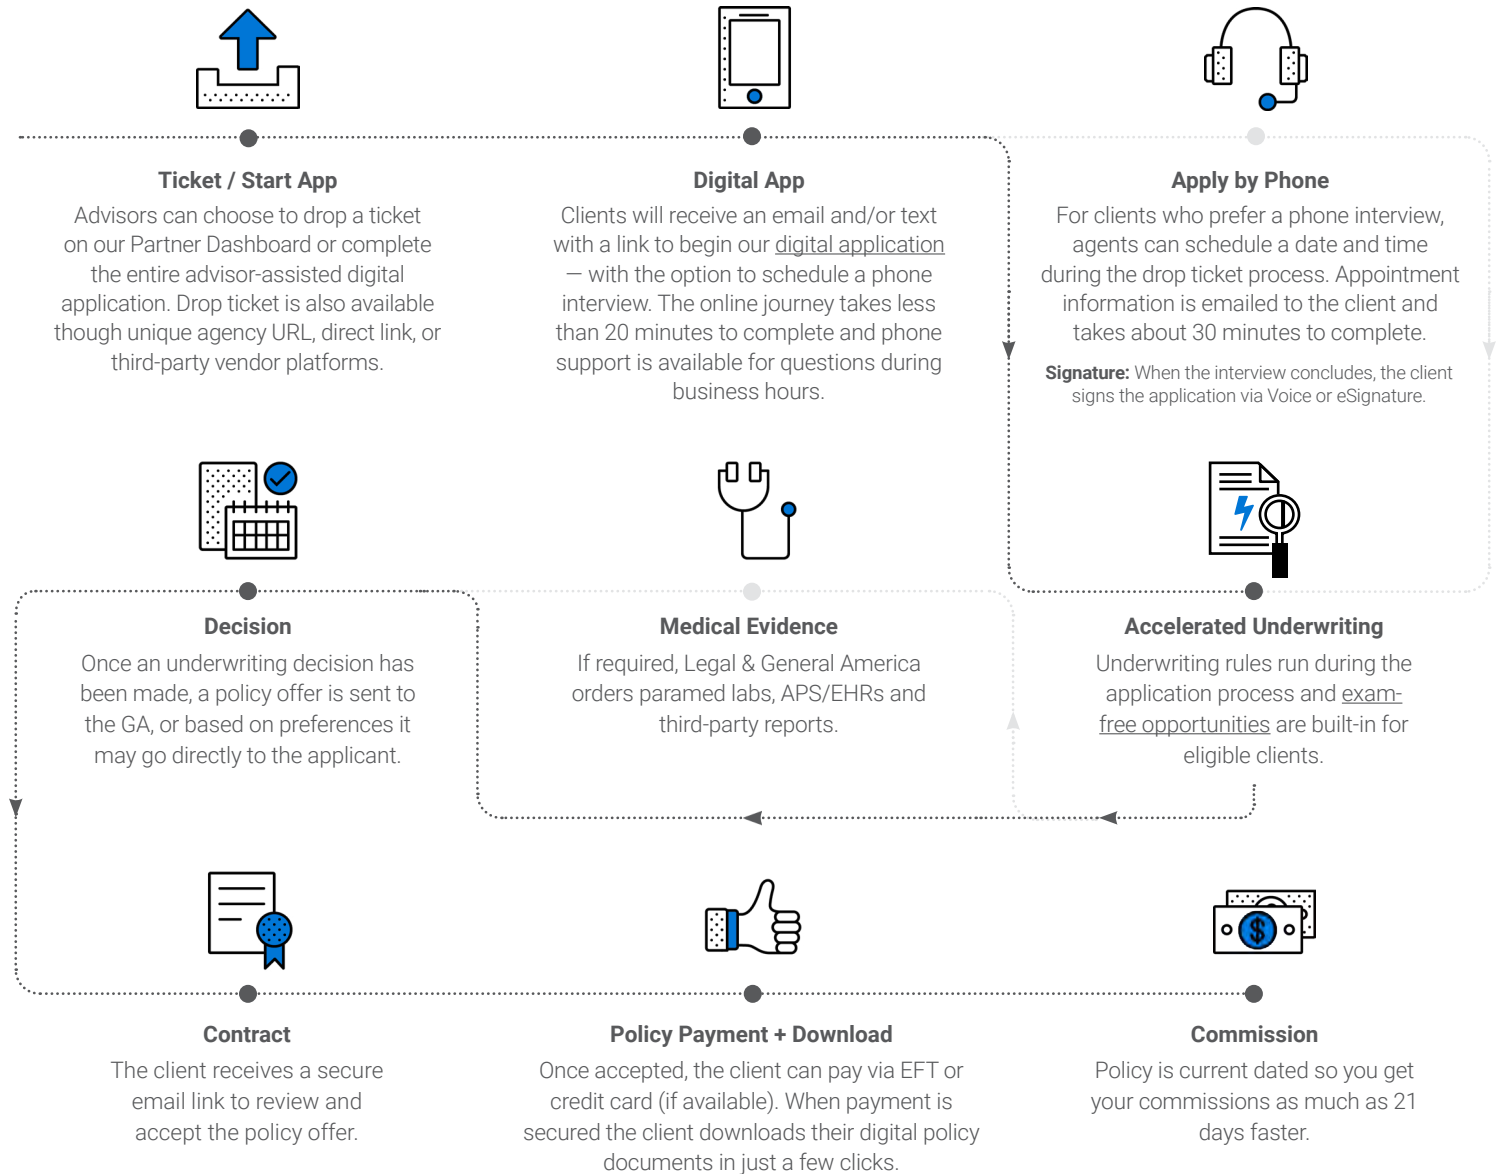 Ticket / Start App
Advisors can choose to drop a ticket
on our Partner Dashboard or complete
the entire advisor-assisted digital
application. Drop ticket is also available
though unique agency URL, direct link, or
third-party vendor platforms.
Digital App
Clients will receive an email and/or text
with a link to begin our digital application
— with the option to schedule a phone
interview. The online journey takes less
than 20 minutes to complete and phone
support is available for questions during
business hours.
Apply by Phone
For clients who prefer a phone interview,
agents can schedule a date and time
during the drop ticket process. Appointment
information is emailed to the client and
takes about 30 minutes to complete.
Signature: When the interview concludes, the client
signs the application via Voice or eSignature.
Decision
Once an underwriting decision has
been made, a policy offer is sent to
the GA, or based on preferences it
may go directly to the applicant.
Medical Evidence
If required, Legal & General America
orders paramed labs, APS/EHRs and
third-party reports.
Accelerated Underwriting
Underwriting rules run during the
application process and exam-
free opportunities are built-in for
eligible clients.
Contract
The client receives a secure
email link to review and
accept the policy offer.
Policy Payment + Download
Once accepted, the client can pay via EFT or
credit card (if available). When payment is
secured the client downloads their digital policy
documents in just a few clicks.
$
Commission
Policy is current dated so you get
your commissions as much as 21
days faster.